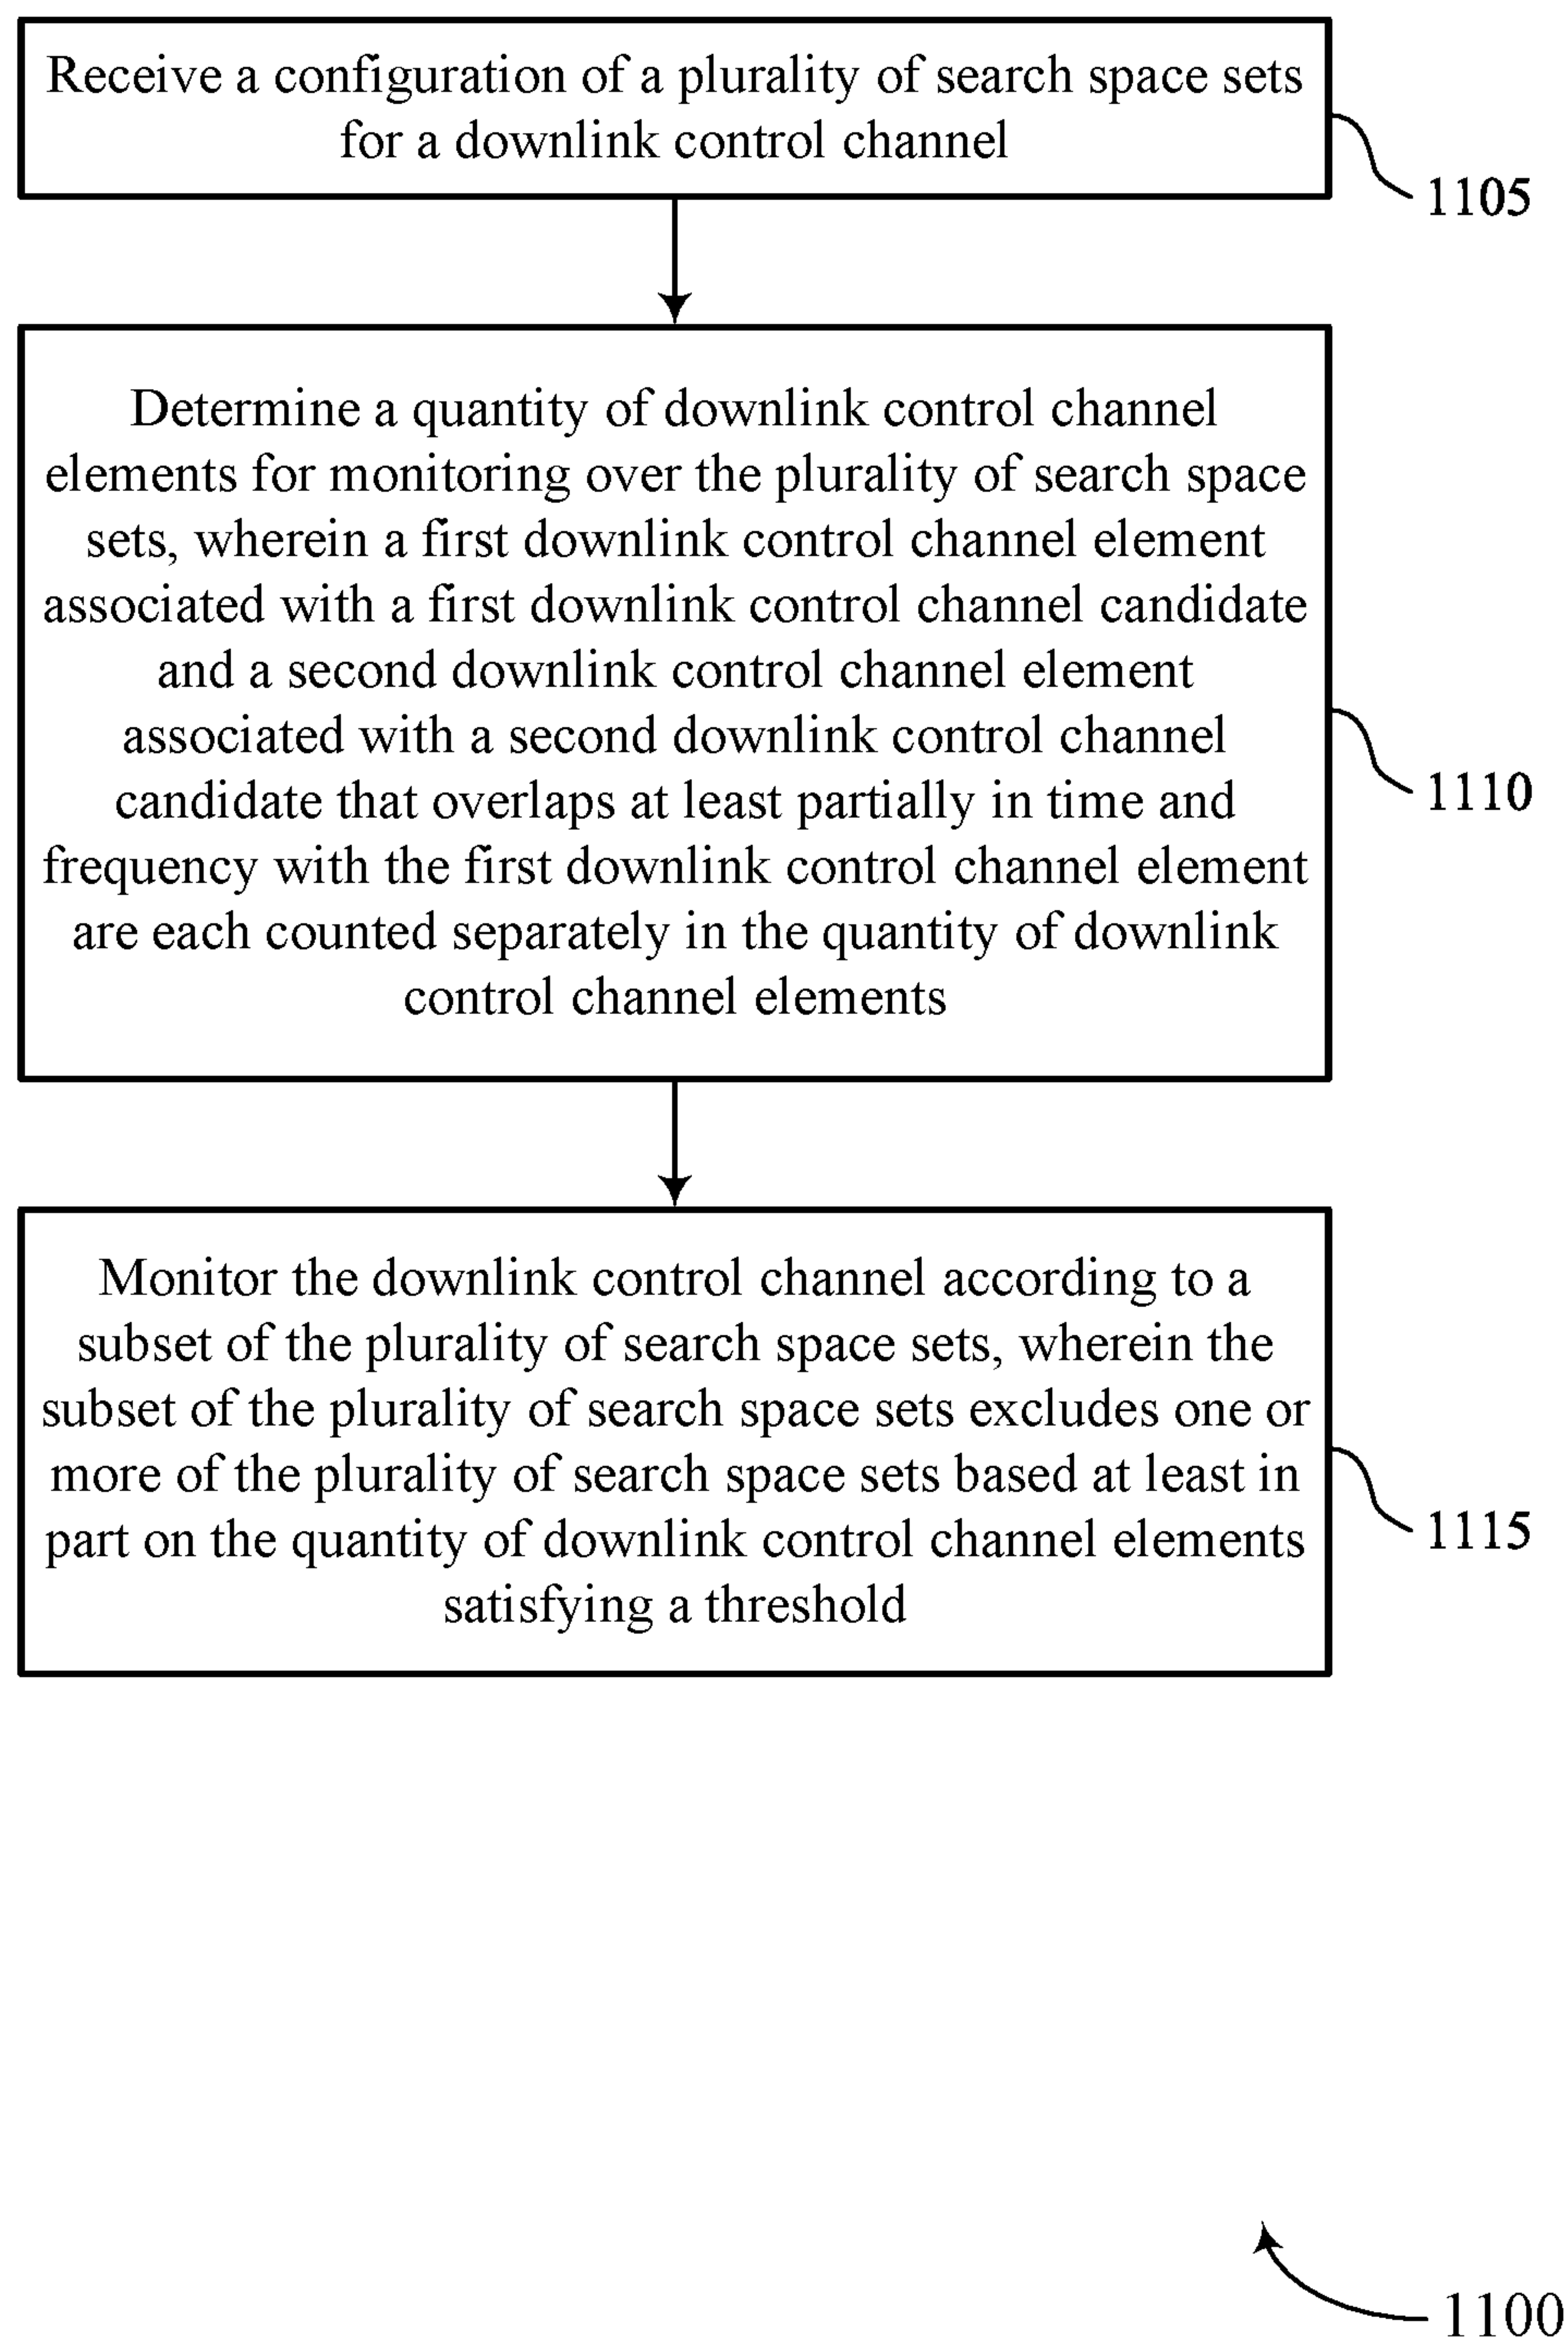 Receive a configuration of a plurality of search space sets
for a downlink control channel
1105
Determine a quantity of downlink control channel
elements for monitoring over the plurality of search space
sets, wherein a first downlink control channel element
associated with a first downlink control channel candidate
and a second downlink control channel element
associated with a second downlink control channel
candidate that overlaps at least partially in time and
frequency with the first downlink control channel element
are each counted separately in the quantity of downlink
control channel elements
1110
Monitor the downlink control channel according to a
subset of the plurality of search space sets, wherein the
subset of the plurality of search space sets excludes one or
more of the plurality of search space sets based at least in
part on the quantity of downlink control channel elements
satisfying a threshold
1115
1100